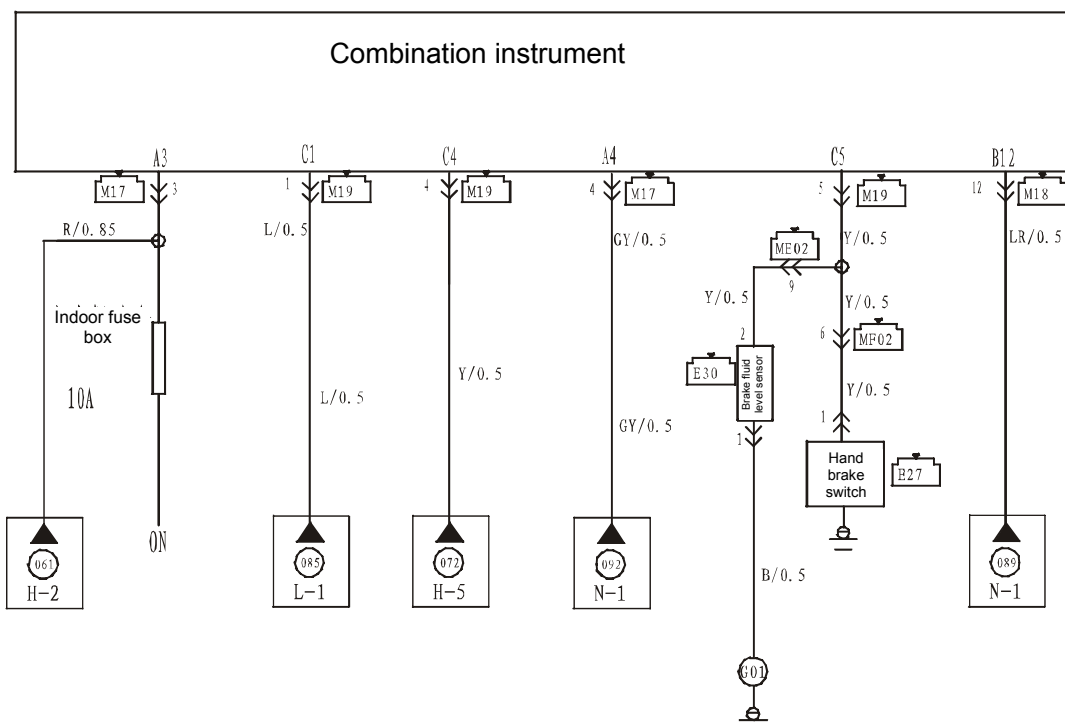 Combination instrument
A3
C1
C4
A4
C5
B12
M17
3
1
M19
4
M19
4
M17
5
M19
12
M18
R/0.85
L/0.5
GY/0.5
Y/0.5
LR/0.5
ME02
9
Y/0.5
Y/0.5
Indoor fuse
box
10A
2
6
MF02
E30
Brake fluid
level sensor
Y/0.5
L/0.5
Y/0.5
GY/0.5
1
1
Hand
brake
switch
E27
ON
061
H-2
085
L-1
072
H-5
092
N-1
B/0.5
089
N-1
G01